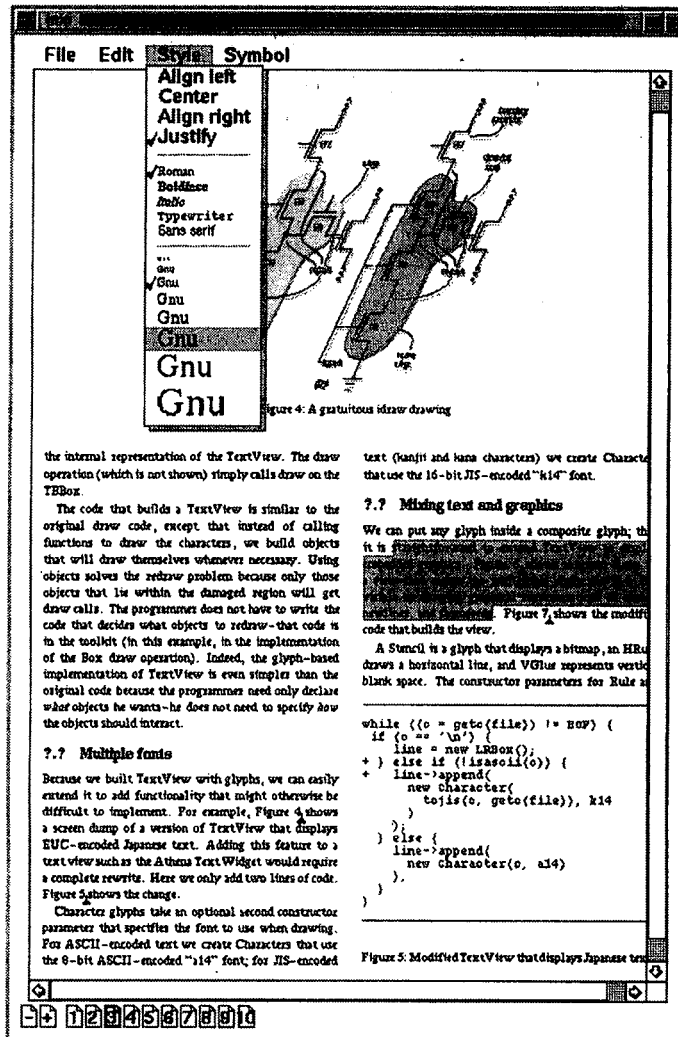 File Edit Style Symbol
Align left
Center
Align right
Justify
Roman
Boldface
Italic
Typewriter
Sans serif
Gnu
Gnu
Gnu
Gnu
Gnu
Gnu
Gnu
Figure 4: A gratuitous idraw drawing
the internal representation of the TextView. The draw
operation (which is not shown) simply calls draw on the
TBBox.
The code that builds a TextView is similar to the
original draw code, except that instead of calling
functions to draw the characters, we build objects
that will draw themselves whenever necessary. Using
objects solves the redraw problem because only those
objects that lie within the damaged region will get
draw calls. The programmer does not have to write the
code that decides what objects to redraw-that code is
in the toolkit (in this example, in the implementation
of the Box draw operation). Indeed, the glyph-based
implementation of TextView is even simpler than the
original code because the programmer need only declare
what objects he wants-he does not need to specify how
the objects should interact.
?.? Multiple fonts
Because we built TextView with glyphs, we can easily
extend it to add functionality that might otherwise be
difficult to implement. For example, Figure 4 shows
a screen dump of a version of TextView that displays
EUC-encoded Japanese text. Adding this feature to a
text view such as the Athena Text Widget would require
a complete rewrite. Here we only add two lines of code.
Figure 5 shows the change.
Character glyphs take an optional second constructor
parameter that specifies the font to use when drawing.
For ASCII-encoded text we create Characters that use
the 8-bit ASCII-encoded "a14" font; for JIS-encoded
text (kanji and kana characters) we create Characte
that use the 16-bit JIS-encoded "k14" font.
?.? Mixing text and graphics
We can put any glyph inside a composite glyph; th
it is
Figure 7 shows the modifi
code that builds the view.
A Stencil is a glyph that displays a bitmap, an HRu
draws a horizontal line, and VGlue represents vertic
blank space. The constructor parameters for Rule a
while ((c = getc(file)) != EOF) {
if (c == '\n') {
line = new LRBox();
+ } else if (!isascii(c)) {
+ line->append(
new Character(
tojis(c, getc(file)), k14
)
);
} else {
line->append(
new Character(c, a14)
);
}
}
Figure 5: Modified TextView that displays Japanese text
- + 1 2 3 4 5 6 7 8 9 10